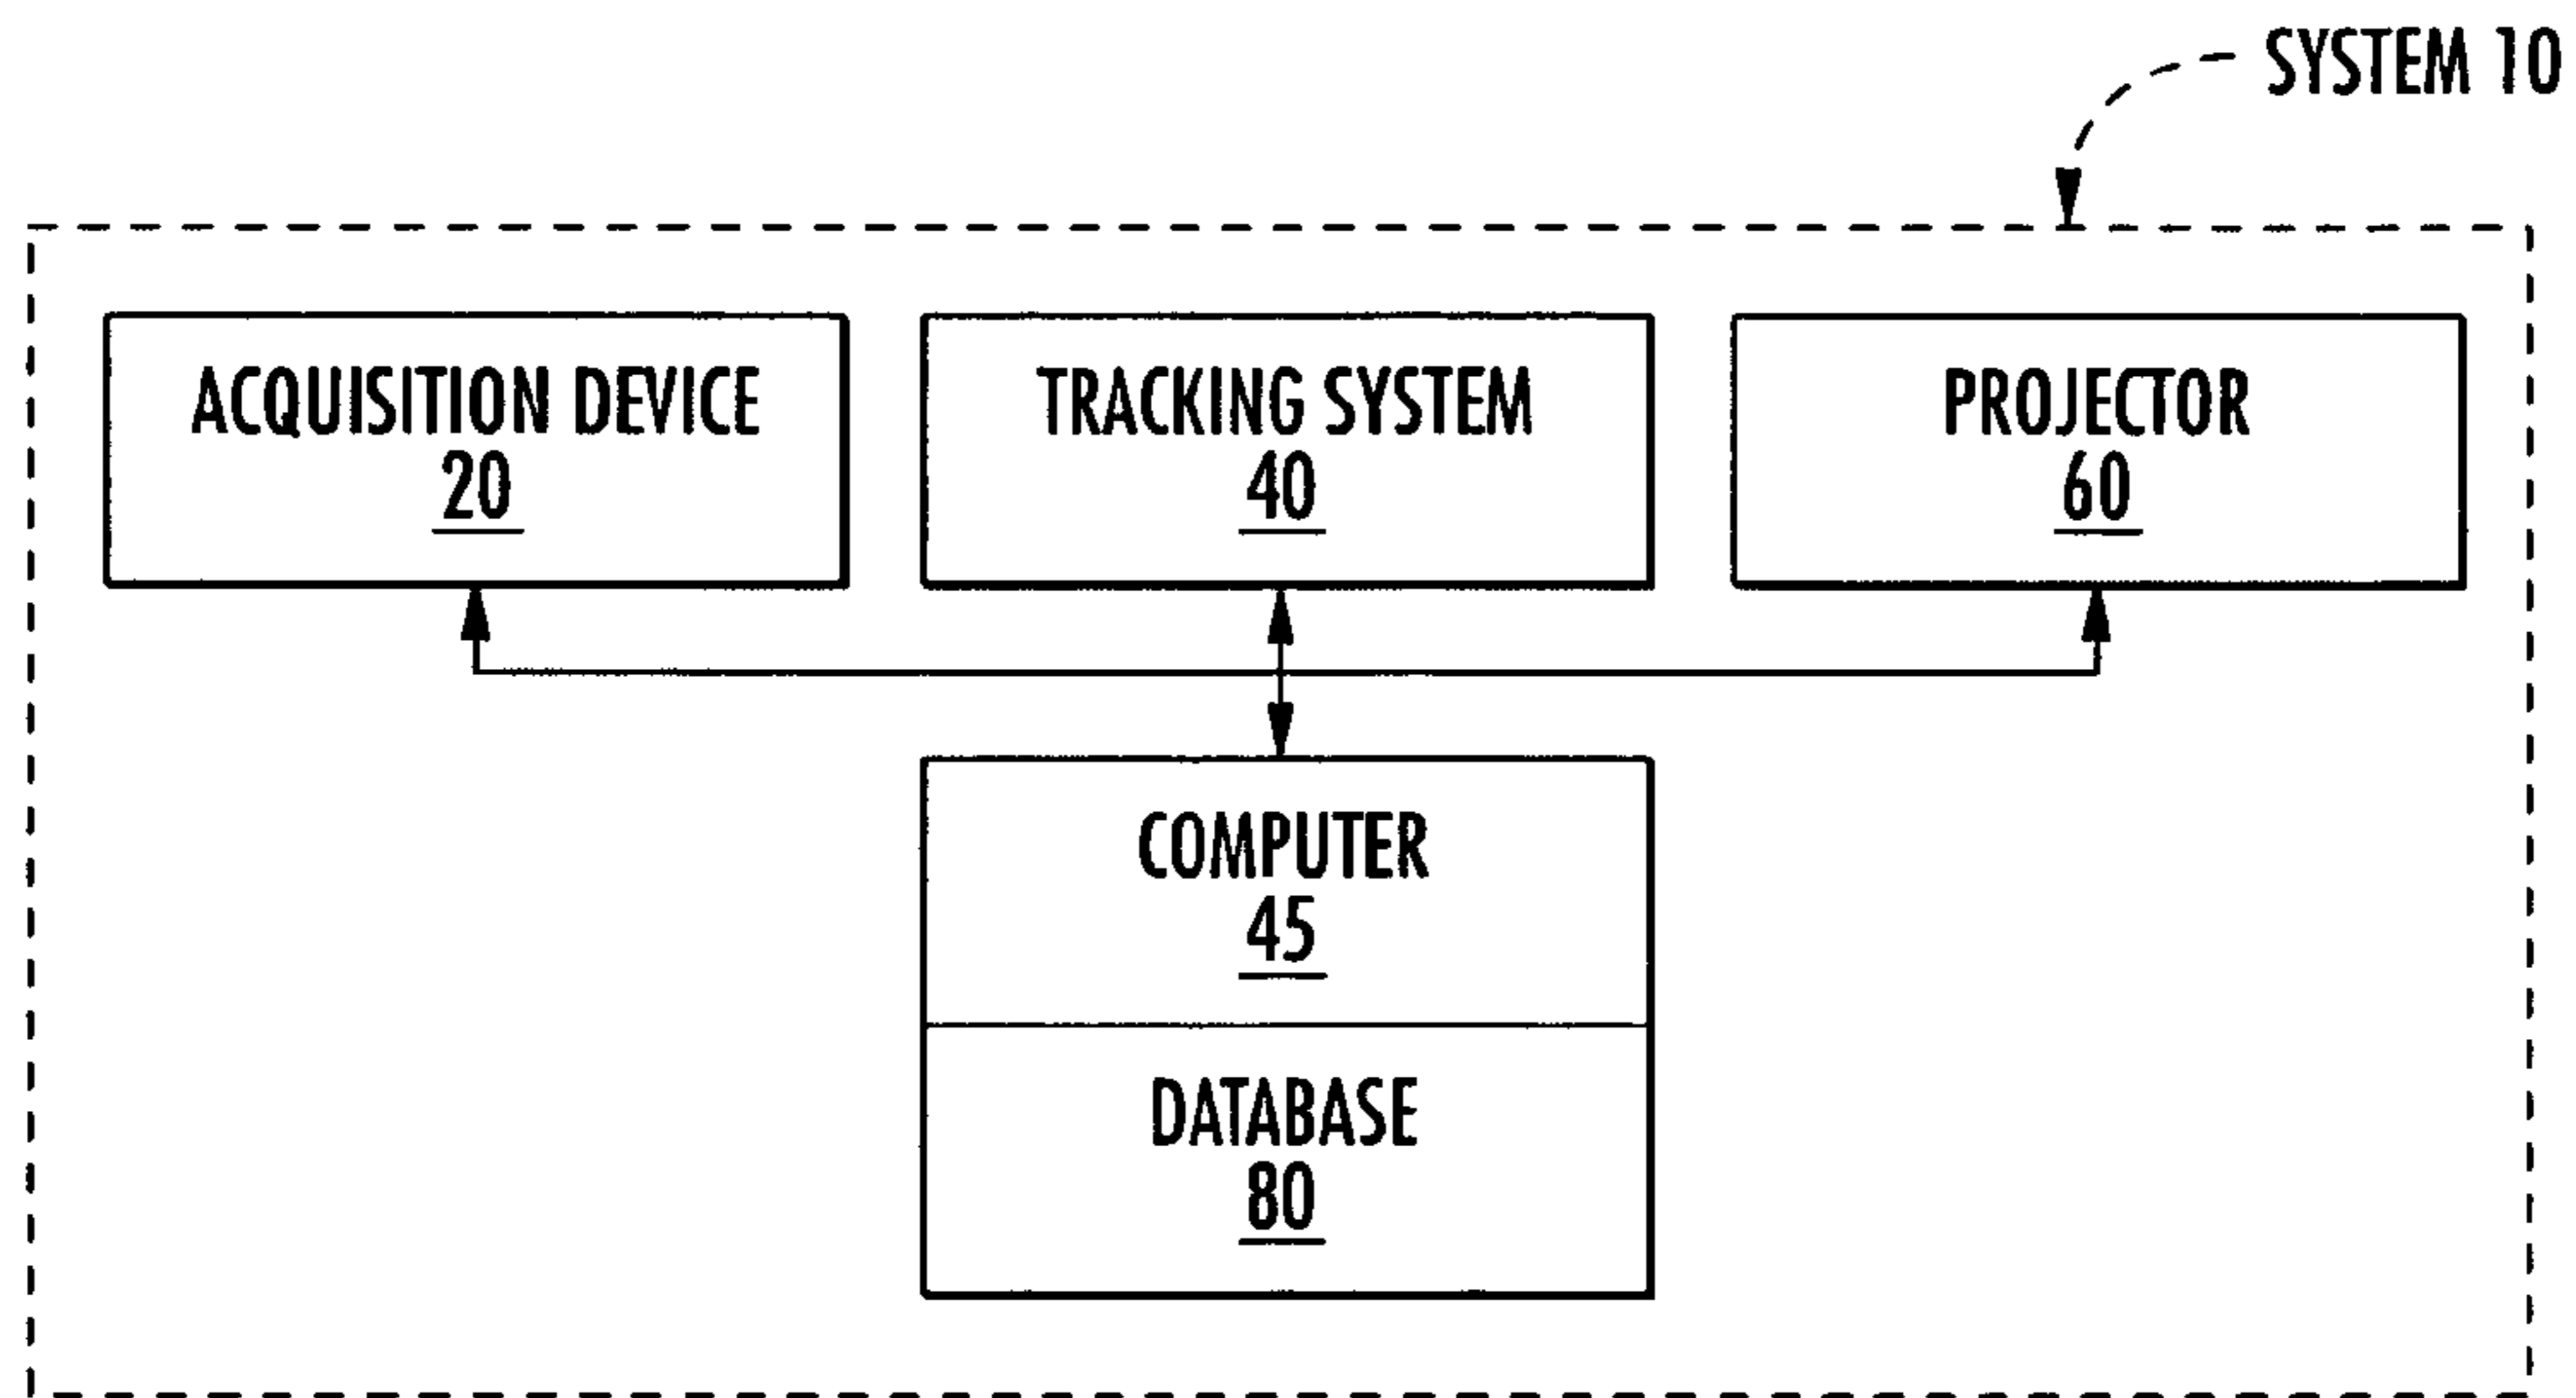 SYSTEM 10
ACQUISITION DEVICE
20
TRACKING SYSTEM
40
PROJECTOR
60
COMPUTER
45
DATABASE
80